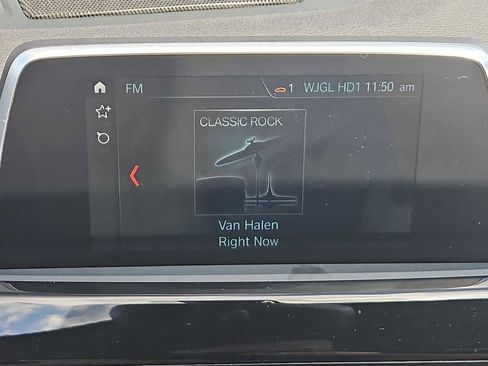 FM 1 WJGL HD1 11:50 am
CLASSIC ROCK
Van Halen
Right Now